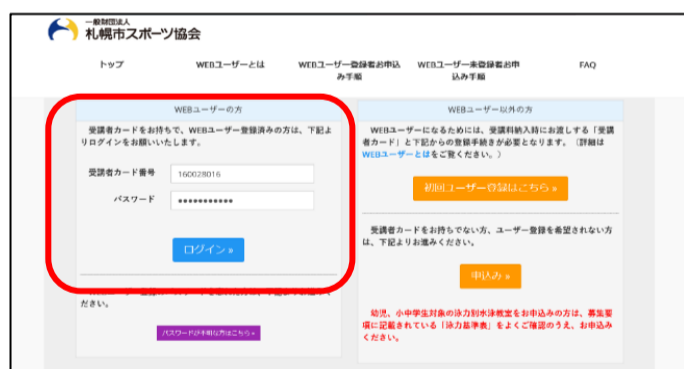 一般財団法人
札幌市スポーツ協会
トップ
WEBユーザーとは
WEBユーザー登録者お申込
み手順
WEBユーザー未登録者お申
込み手順
FAQ
WEBユーザーの方
受講者カードをお持ちで、WEBユーザー登録済みの方は、下記よ
りログインをお願いいたします。
受講者カード番号
160028016
パスワード
•••••••••••
ログイン »
ださい。
パスワードが不明な方はこちら »
WEBユーザー以外の方
WEBユーザーになるためには、受講料納入時にお渡しする「受講
者カード」と下記からの登録手続きが必要となります。（詳細は
WEBユーザーとはをご覧ください。）
初回ユーザー登録はこちら »
受講者カードをお持ちでない方、ユーザー登録を希望されない方
は、下記よりお進みください。
申込み »
幼児、小中学生対象の泳力別水泳教室をお申込みの方は、募集要
項に記載されている「泳力基準表」をよくご確認のうえ、お申込み
ください。